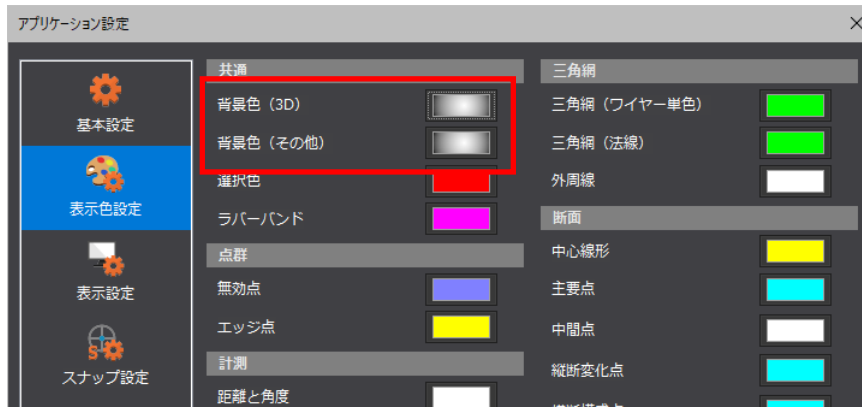 アプリケーション設定
基本設定
表示色設定
表示設定
スナップ設定
共通
背景色（3D）
背景色（その他）
選択色
ラバーバンド
点群
無効点
エッジ点
計測
距離と角度
三角網
三角網（ワイヤー単色）
三角網（法線）
外周線
断面
中心線形
主要点
中間点
縦断変化点